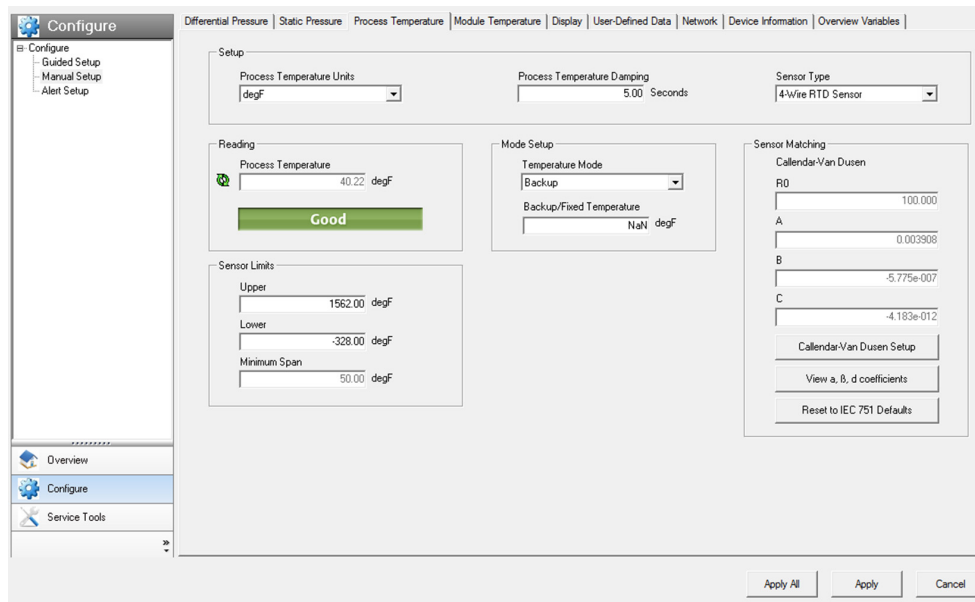 Configure
Configure
Guided Setup
Manual Setup
Alert Setup
Overview
Configure
Service Tools
»
Differential Pressure Static Pressure Process Temperature Module Temperature Display User-Defined Data Network Device Information Overview Variables
Setup
Process Temperature Units
degF
Process Temperature Damping
5.00 Seconds
Sensor Type
4-Wire RTD Sensor
Reading
Process Temperature
40.22 degF
Good
Mode Setup
Temperature Mode
Backup
Backup/Fixed Temperature
NaN degF
Sensor Matching
Callendar-Van Dusen
R0
100.000
A
0.003908
B
-5.775e-007
C
-4.183e-012
Callendar-Van Dusen Setup
View a, ß, d coefficients
Reset to IEC 751 Defaults
Sensor Limits
Upper
1562.00 degF
Lower
-328.00 degF
Minimum Span
50.00 degF
Apply All
Apply
Cancel